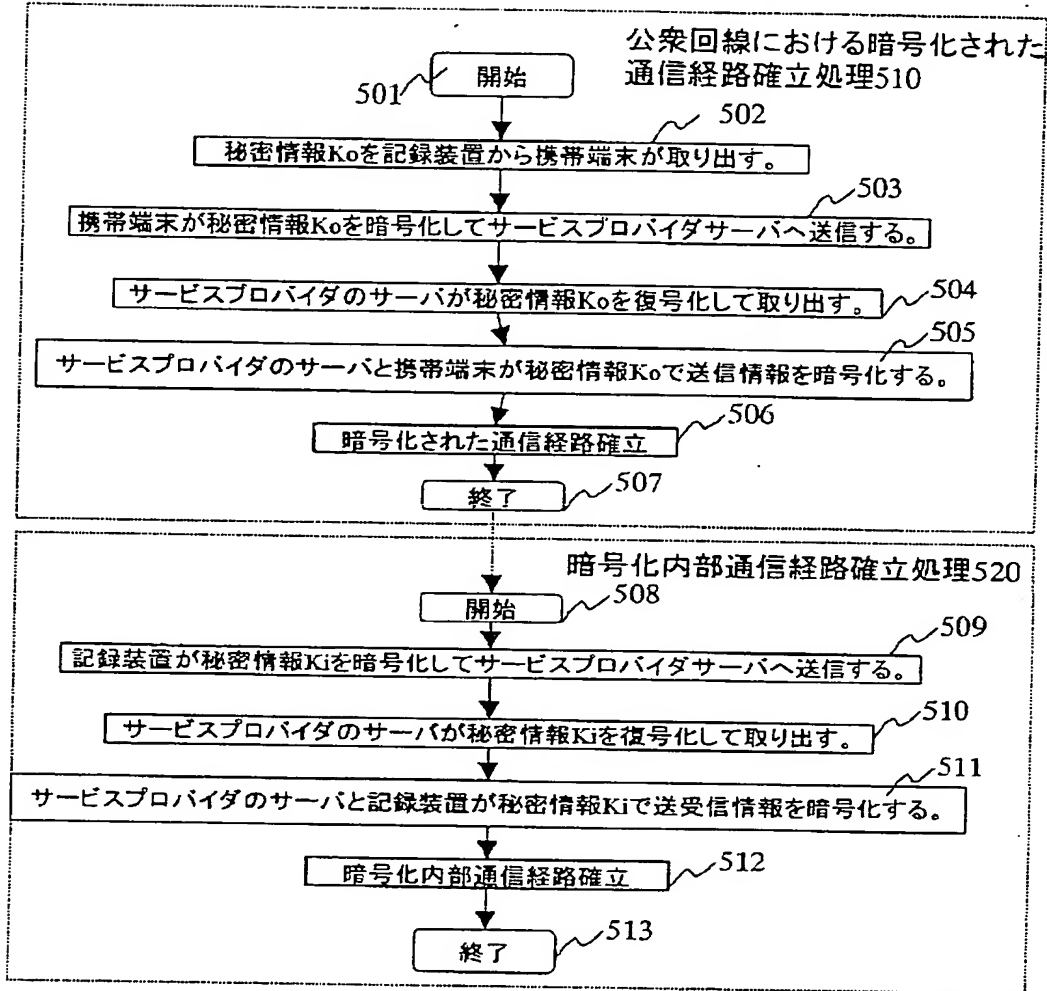 公衆回線における暗号化された
通信経路確立処理510
開始
501
502
秘密情報Koを記録装置から携帯端末が取り出す。
503
携帯端末が秘密情報Koを暗号化してサービスプロバイダサーバへ送信する。
サービスプロバイダのサーバが秘密情報Koを復号化して取り出す。
504
505
サービスプロバイダのサーバと携帯端末が秘密情報Koで送信情報を暗号化する。
506
暗号化された通信経路確立
終了
507
暗号化内部通信経路確立処理520
開始
508
509
記録装置が秘密情報Kiを暗号化してサービスプロバイダサーバへ送信する。
510
サービスプロバイダのサーバが秘密情報Kiを復号化して取り出す。
511
サービスプロバイダのサーバと記録装置が秘密情報Kiで送受信情報を暗号化する。
512
暗号化内部通信経路確立
終了
513